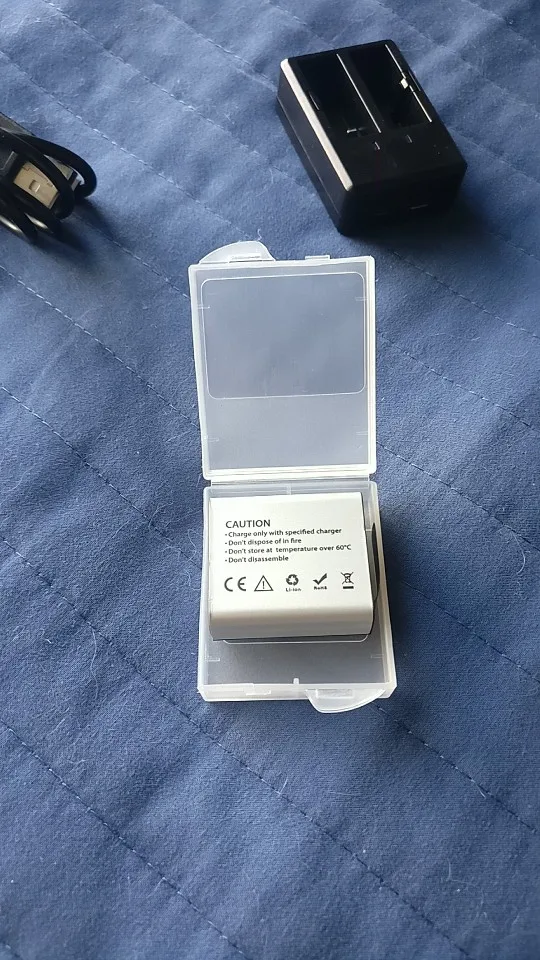 CAUTION
• Charge only with specified charger
• Don't dispose of in fire
• Don't store at temperature over 60°C
• Don't disassemble
CE
Li-ion RoHS